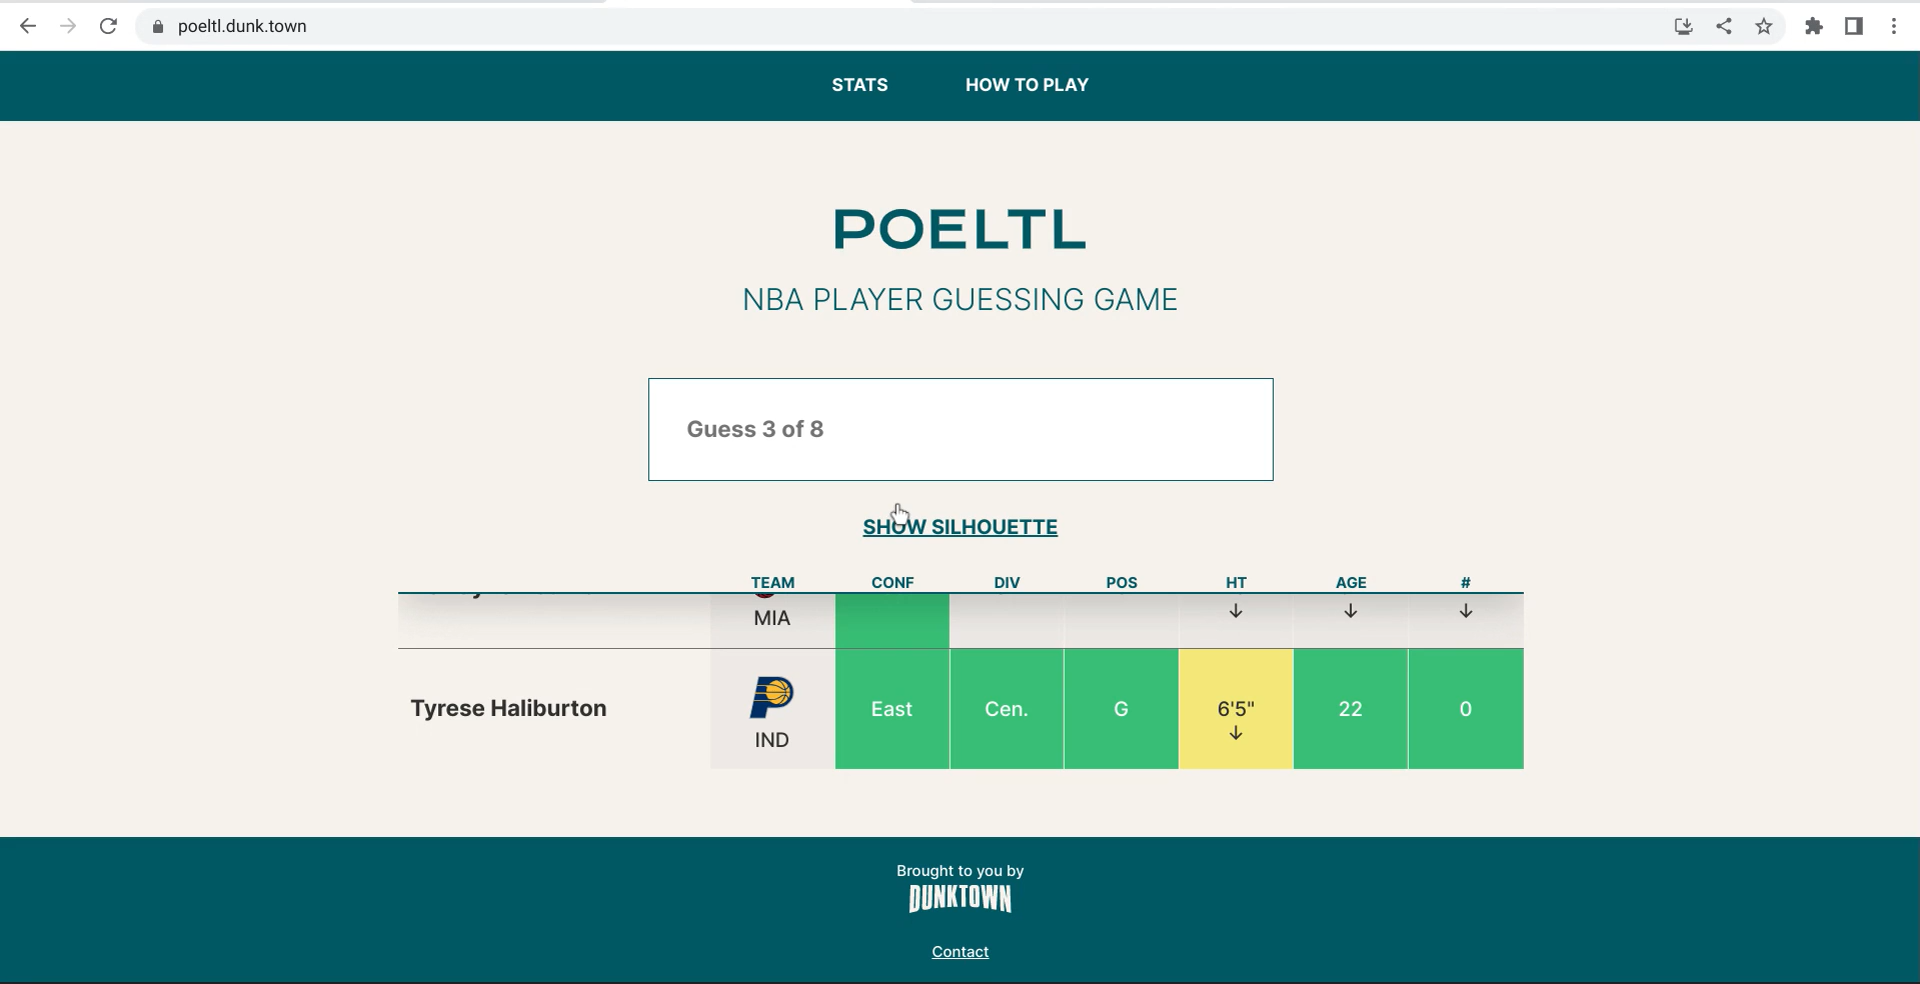 poeltl.dunk.town
STATS HOW TO PLAY
POELTL
NBA PLAYER GUESSING GAME
Guess 3 of 8
SHOW SILHOUETTE
TEAM CONF DIV POS HT AGE #
MIA ↓ ↓ ↓
Tyrese Haliburton IND East Cen. G 6'5" ↓ 22 0
Brought to you by
DUNKTOWN
Contact